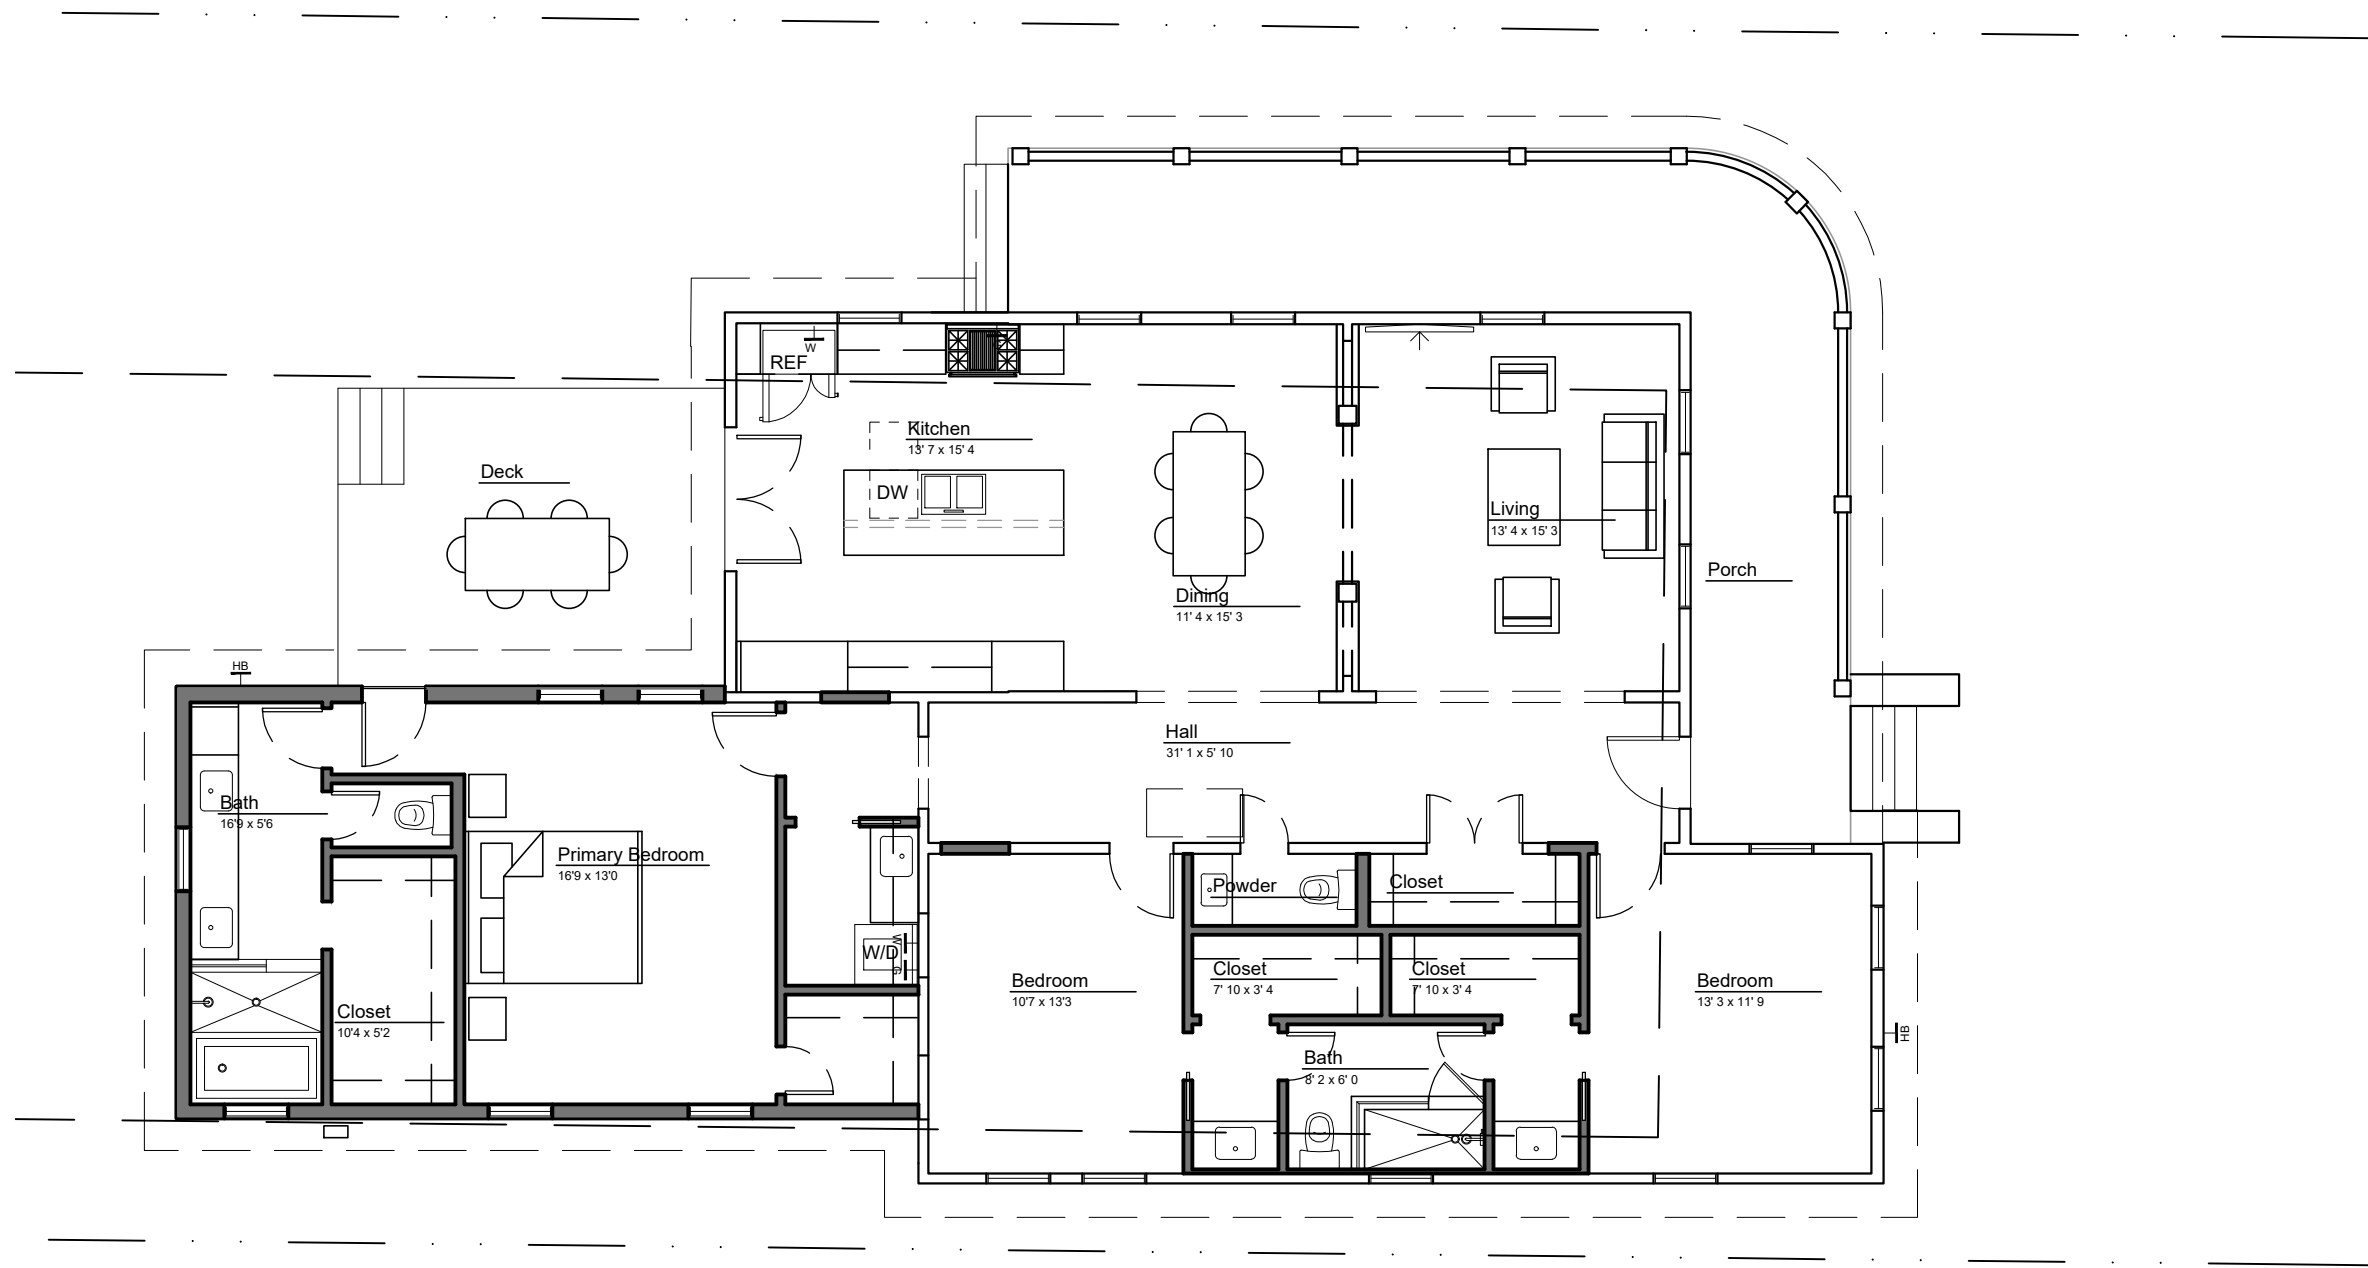 W
REF
Kitchen
13' 7 x 15' 4
Deck
DW
Living
13' 4 x 15' 3
Porch
Dining
11' 4 x 15' 3
HB
Hall
31' 1 x 5' 10
Bath
16'9 x 5'6
Primary Bedroom
16'9 x 13'0
Powder
Closet
W
W/D
G
Closet
7' 10 x 3' 4
Closet
7' 10 x 3' 4
Bedroom
10'7 x 13'3
Bedroom
13' 3 x 11' 9
Closet
10'4 x 5'2
HB
Bath
8' 2 x 6' 0